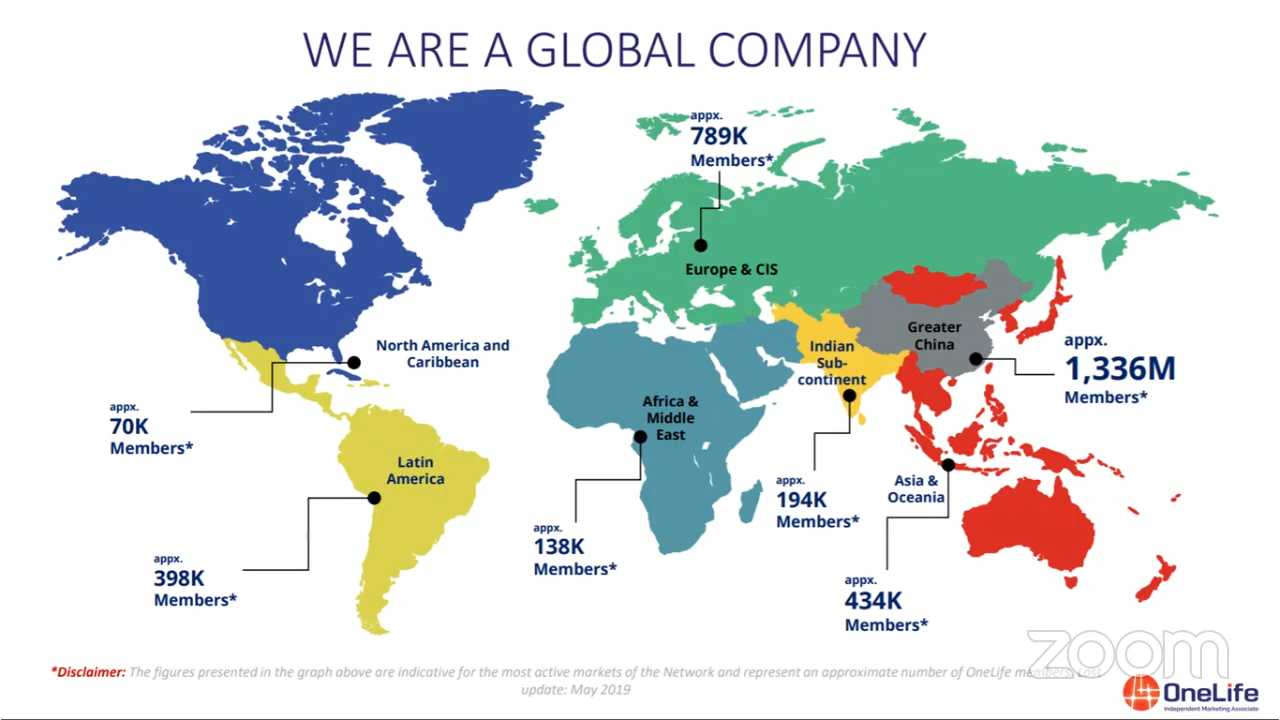 WE ARE A GLOBAL COMPANY
appx.
789K
Members*
Europe & CIS
North America and
Caribbean
appx.
70K
Members*
Greater
China
appx.
1,336M
Members*
Indian
Sub-
continent
appx.
194K
Members*
Africa &
Middle
East
appx.
138K
Members*
Latin
America
appx.
398K
Members*
Asia &
Oceania
appx.
434K
Members*
*Disclaimer: The figures presented in the graph above are indicative for the most active markets of the Network and represent an approximate number of OneLife members. Last
update: May 2019
zoom
OneLife
Independent Marketing Associate